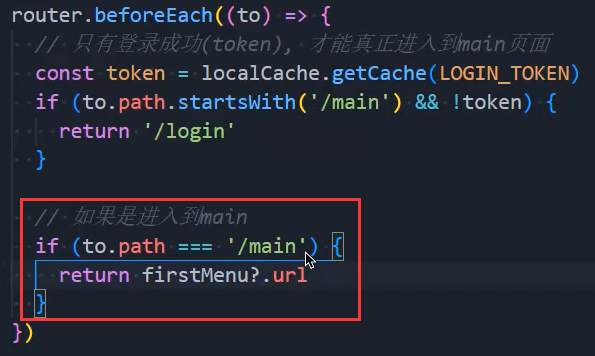 router.beforeEach((to) => {
// 只有登录成功(token), 才能真正进入到main页面
const token = localCache.getCache(LOGIN_TOKEN)
if (to.path.startsWith('/main') && !token) {
return '/login'
}
// 如果是进入到main
if (to.path === '/main') {
return firstMenu?.url
}
})